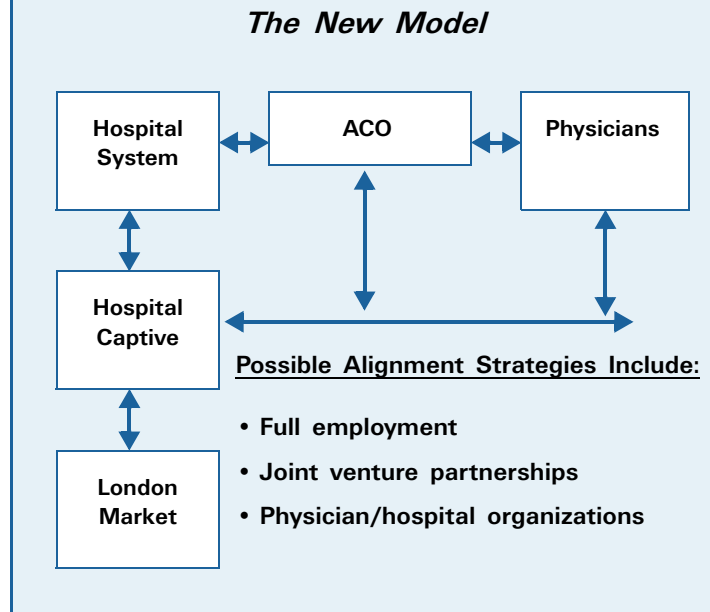 The New Model
Hospital
System
ACO
Physicians
Hospital
Captive
Possible Alignment Strategies Include:
• Full employment
• Joint venture partnerships
• Physician/hospital organizations
London
Market